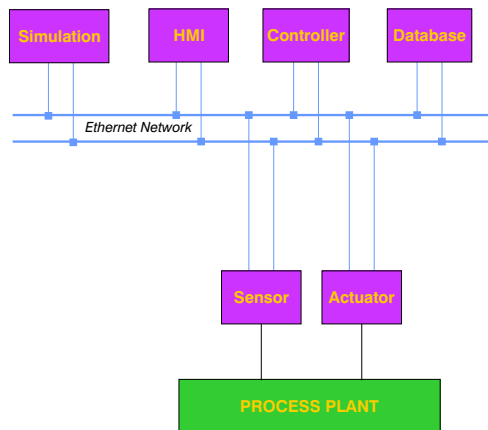 Simulation
HMI
Controller
Database
Ethernet Network
Sensor
Actuator
PROCESS PLANT